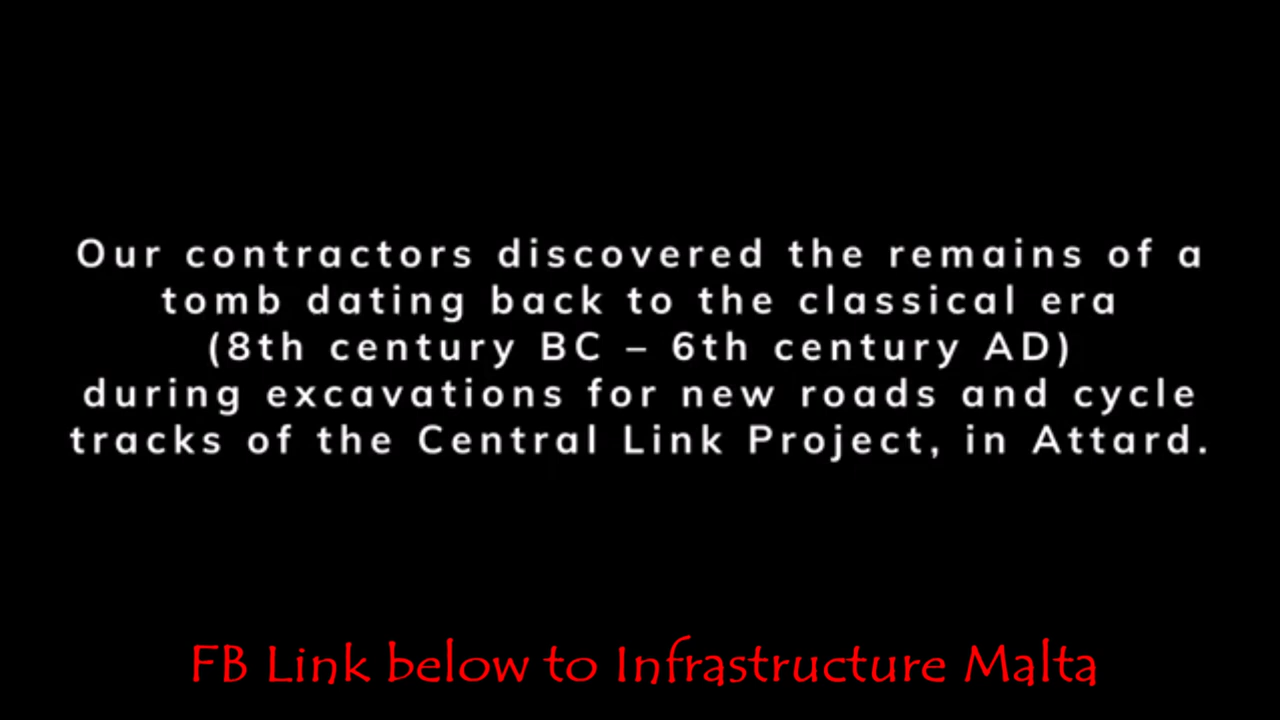 Our contractors discovered the remains of a
tomb dating back to the classical era
(8th century BC – 6th century AD)
during excavations for new roads and cycle
tracks of the Central Link Project, in Attard.
FB Link below to Infrastructure Malta